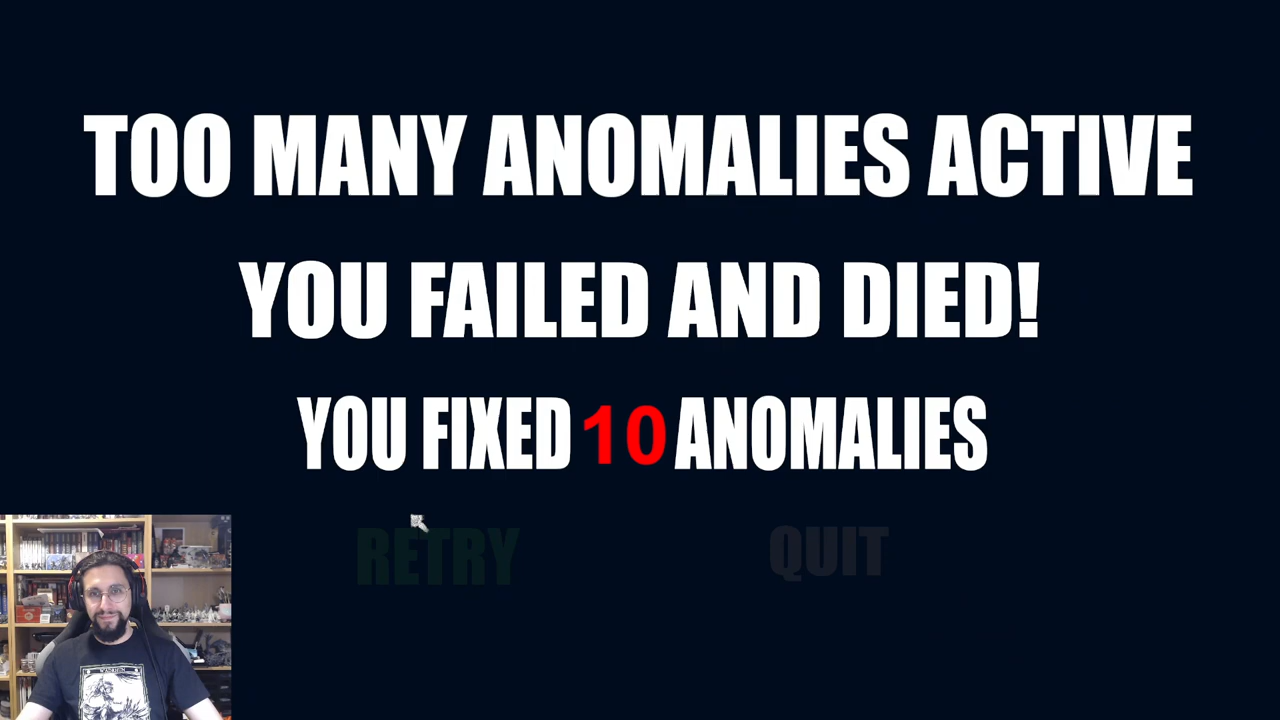 TOO MANY ANOMALIES ACTIVE
YOU FAILED AND DIED!
YOU FIXED 10 ANOMALIES
RETRY QUIT